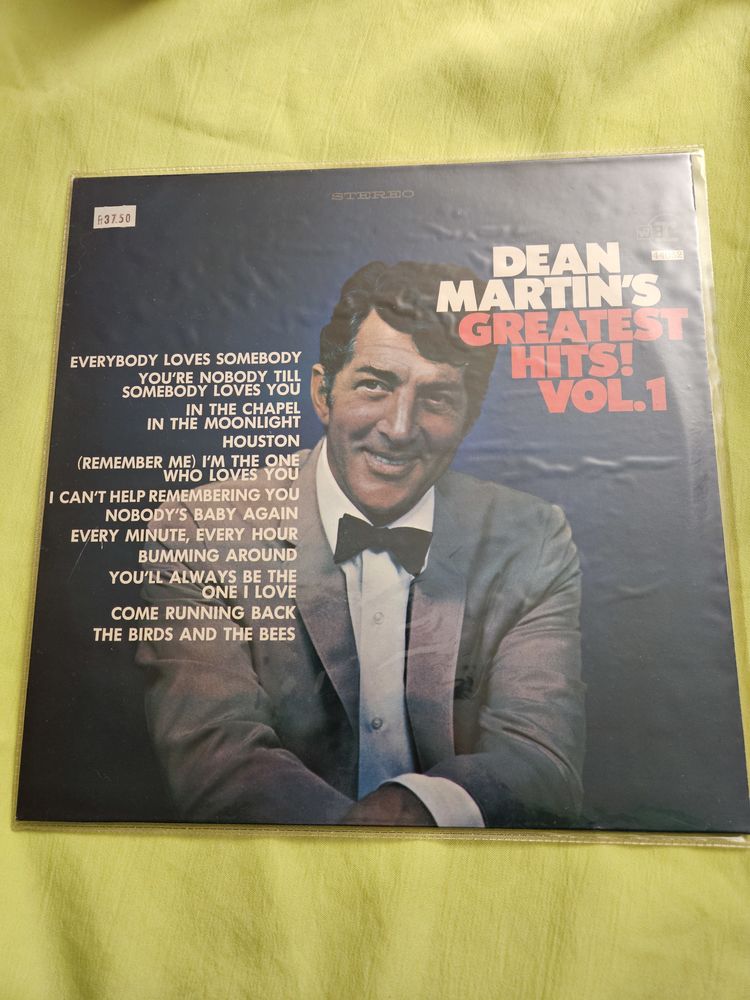 STEREO
fl37.50
DEAN
MARTIN'S
GREATEST
HITS!
VOL.1
EVERYBODY LOVES SOMEBODY
YOU'RE NOBODY TILL
SOMEBODY LOVES YOU
IN THE CHAPEL
IN THE MOONLIGHT
HOUSTON
(REMEMBER ME) I'M THE ONE
WHO LOVES YOU
I CAN'T HELP REMEMBERING YOU
NOBODY'S BABY AGAIN
EVERY MINUTE, EVERY HOUR
BUMMING AROUND
YOU'LL ALWAYS BE THE
ONE I LOVE
COME RUNNING BACK
THE BIRDS AND THE BEES